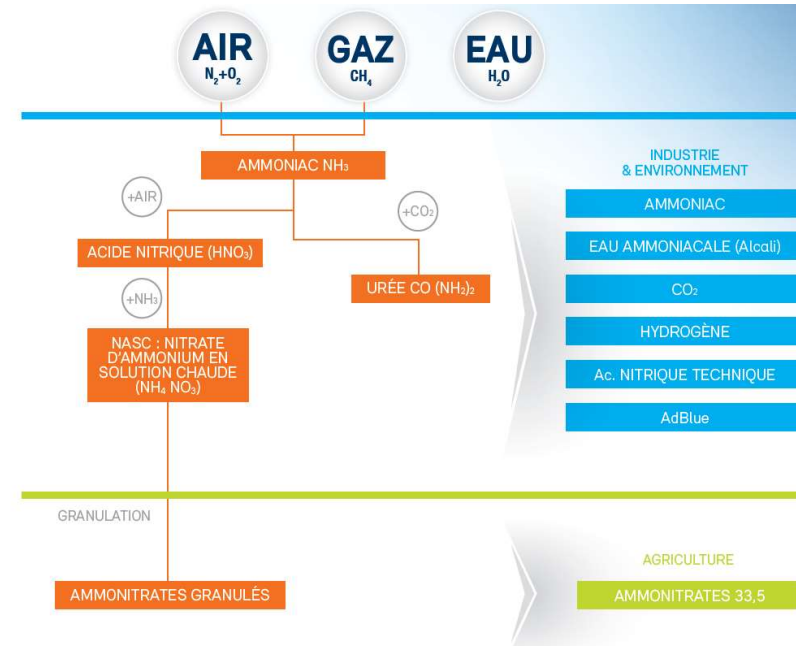 AIR
N₂+O₂
GAZ
CH₄
EAU
H₂O
AMMONIAC NH₃
+AIR
+CO₂
ACIDE NITRIQUE (HNO₃)
URÉE CO (NH₂)₂
+NH₃
NASC : NITRATE
D'AMMONIUM EN
SOLUTION CHAUDE
(NH₄ NO₃)
INDUSTRIE
& ENVIRONNEMENT
AMMONIAC
EAU AMMONIACALE (Alcali)
CO₂
HYDROGÈNE
Ac. NITRIQUE TECHNIQUE
AdBlue
GRANULATION
AMMONITRATES GRANULÉS
AGRICULTURE
AMMONITRATES 33,5